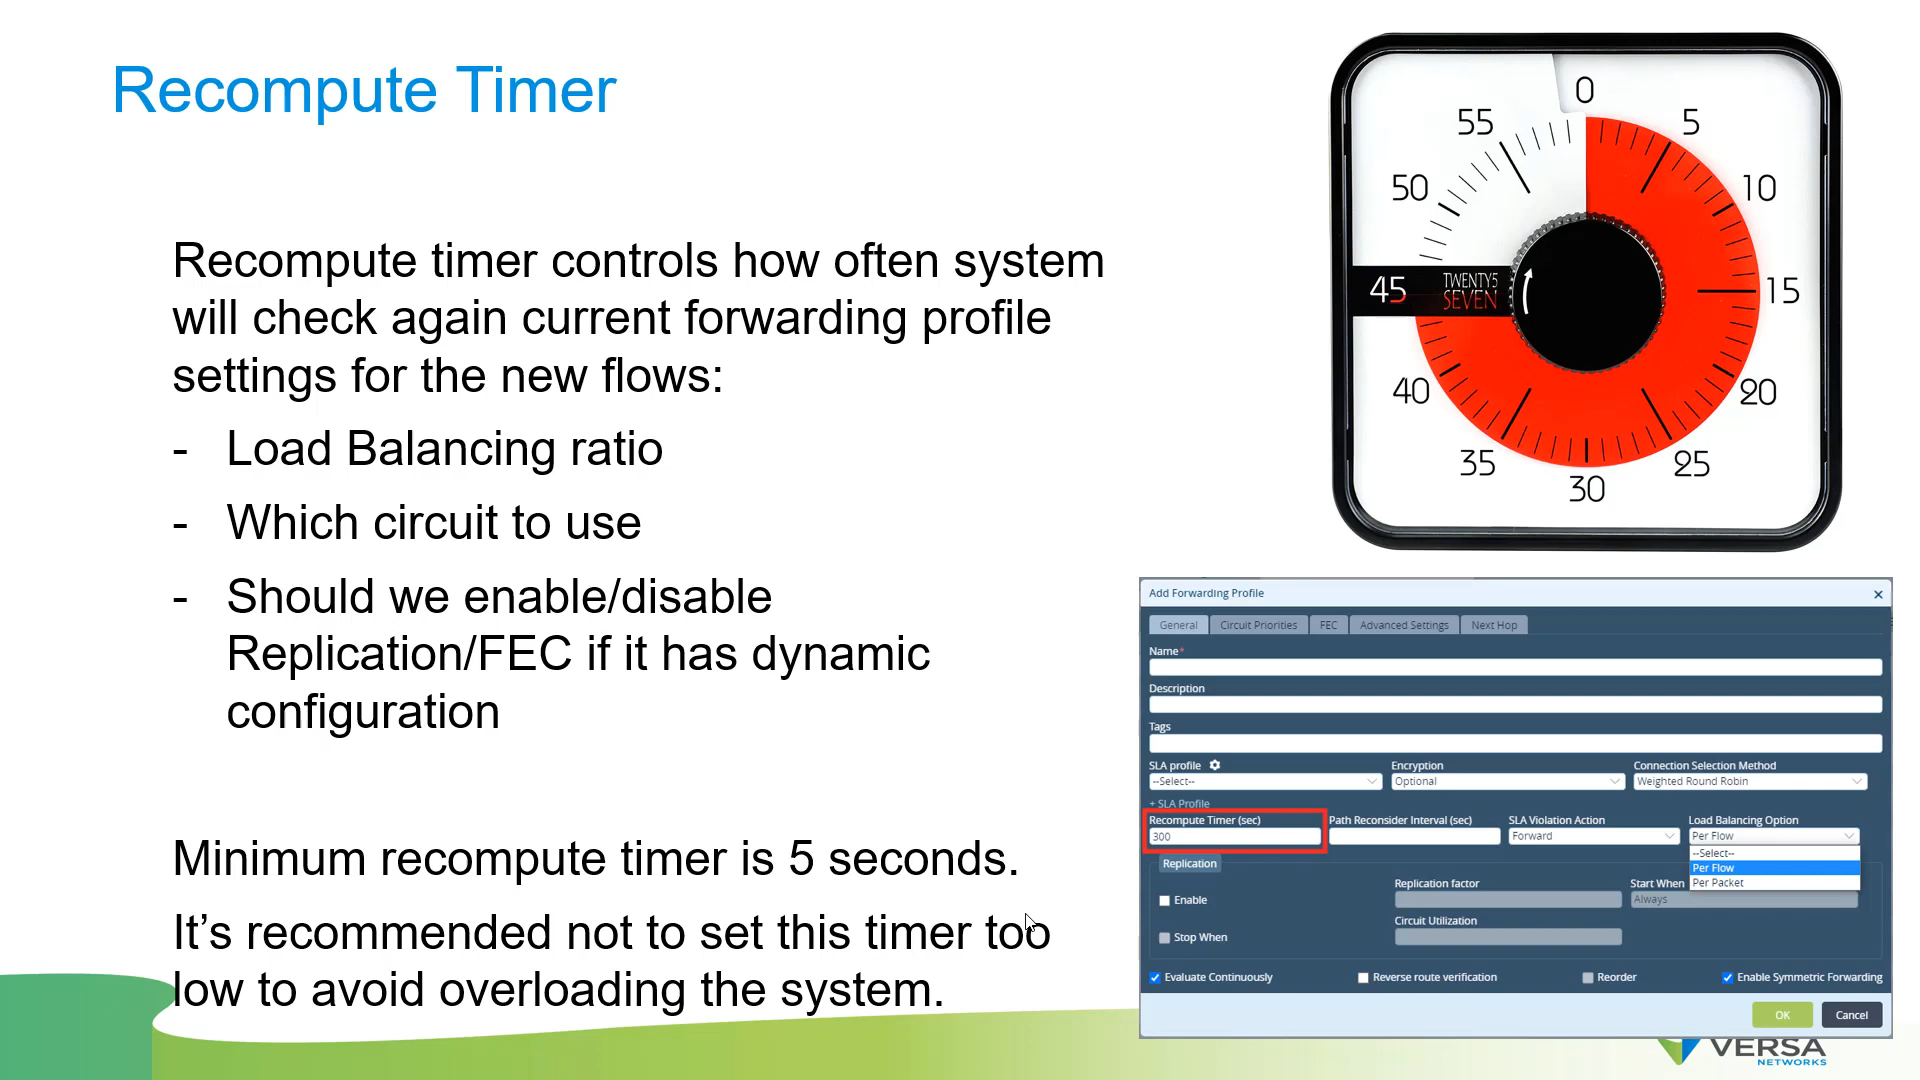 Recompute Timer
Recompute timer controls how often system
will check again current forwarding profile
settings for the new flows:
- Load Balancing ratio
- Which circuit to use
- Should we enable/disable
Replication/FEC if it has dynamic
configuration
Minimum recompute timer is 5 seconds.
It’s recommended not to set this timer too
low to avoid overloading the system.
0
5
10
15
20
25
30
35
40
45
50
55
TWENTY5
SEVEN
Add Forwarding Profile
General Circuit Priorities FEC Advanced Settings Next Hop
Name*
Description
Tags
SLA profile Encryption Connection Selection Method
--Select-- Optional Weighted Round Robin
+ SLA Profile
Recompute Timer (sec) Path Reconsider Interval (sec) SLA Violation Action Load Balancing Option
300 Forward Per Flow
--Select--
Per Flow
Per Packet
Replication
Replication factor Start When
Enable Always
Circuit Utilization
Stop When
Evaluate Continuously Reverse route verification Reorder Enable Symmetric Forwarding
OK Cancel
VERSA
NETWORKS